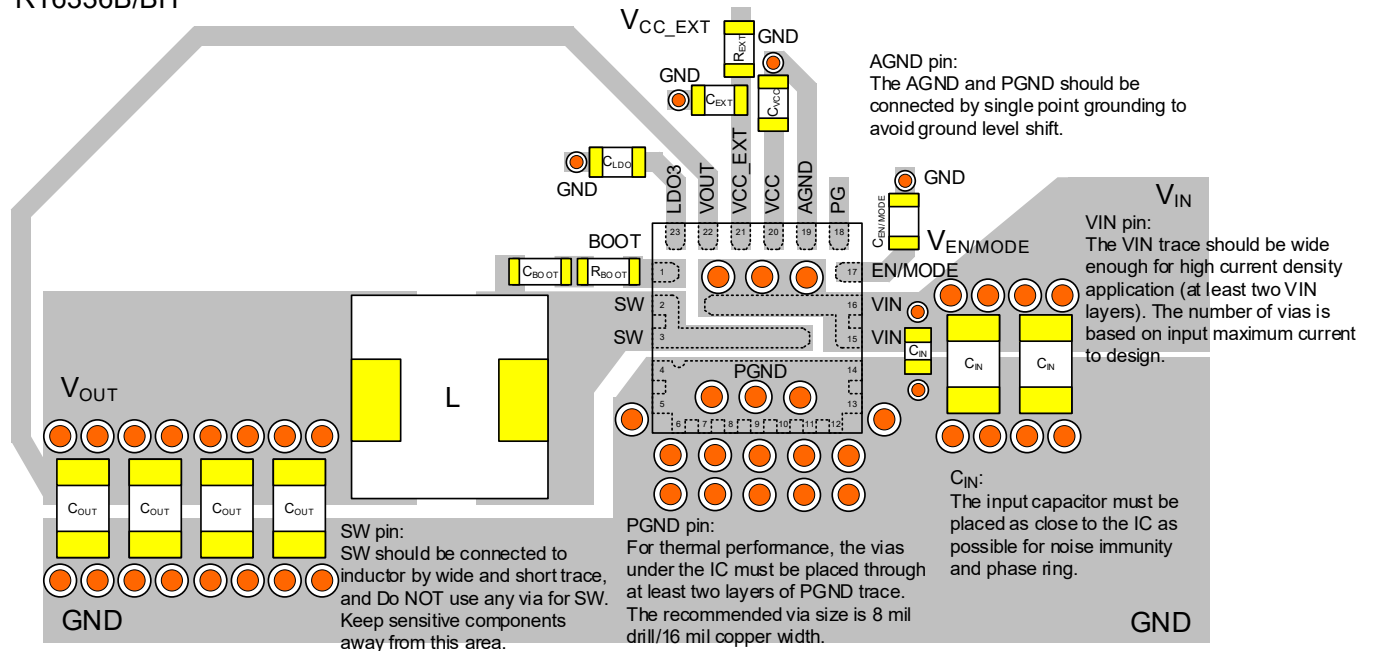 VCC_EXT
REXT
GND
GND
CEXT
CVCC
AGND pin:
The AGND and PGND should be
connected by single point grounding to
avoid ground level shift.
CLDO
GND
LDO3
VOUT
VCC_EXT
VCC
AGND
PG
GND
CEN/MODE
VIN
23
22
21
20
19
18
BOOT
VEN/MODE
VIN pin:
The VIN trace should be wide
enough for high current density
application (at least two VIN
layers). The number of vias is
based on input maximum current
to design.
CBOOT
RBOOT
1
17
EN/MODE
SW
2
16
VIN
SW
3
15
VIN
CIN
CIN
CIN
4
PGND
14
5
13
6
7
8
9
10
11
12
L
VOUT
COUT
COUT
COUT
COUT
CIN:
The input capacitor must be
placed as close to the IC as
possible for noise immunity
and phase ring.
SW pin:
SW should be connected to
inductor by wide and short trace,
and Do NOT use any via for SW.
Keep sensitive components
away from this area.
PGND pin:
For thermal performance, the vias
under the IC must be placed through
at least two layers of PGND trace.
The recommended via size is 8 mil
drill/16 mil copper width.
GND
GND